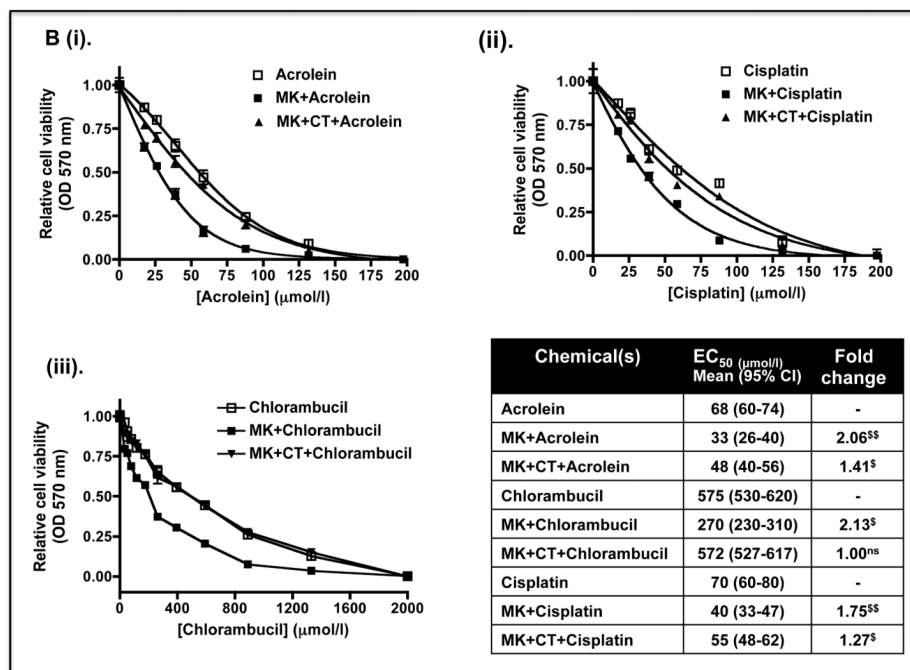 B (i).
Relative cell viability
(OD 570 nm)
1.00
0.75
0.50
0.25
0.00
Acrolein
MK+Acrolein
MK+CT+Acrolein
0 25 50 75 100 125 150 175 200
[Acrolein] (μmol/l)
(ii).
Relative cell viability
(OD 570 nm)
1.00
0.75
0.50
0.25
0.00
Cisplatin
MK+Cisplatin
MK+CT+Cisplatin
0 25 50 75 100 125 150 175 200
[Cisplatin] (μmol/l)
(iii).
Relative cell viability
(OD 570 nm)
1.00
0.75
0.50
0.25
0.00
Chlorambucil
MK+Chlorambucil
MK+CT+Chlorambucil
0 400 800 1200 1600 2000
[Chlorambucil] (μmol/l)
Chemical(s) EC50 (μmol/l) Fold
Mean (95% CI) change
Acrolein 68 (60-74) -
MK+Acrolein 33 (26-40) 2.06$$
MK+CT+Acrolein 48 (40-56) 1.41$
Chlorambucil 575 (530-620) -
MK+Chlorambucil 270 (230-310) 2.13$
MK+CT+Chlorambucil 572 (527-617) 1.00ns
Cisplatin 70 (60-80) -
MK+Cisplatin 40 (33-47) 1.75$$
MK+CT+Cisplatin 55 (48-62) 1.27$